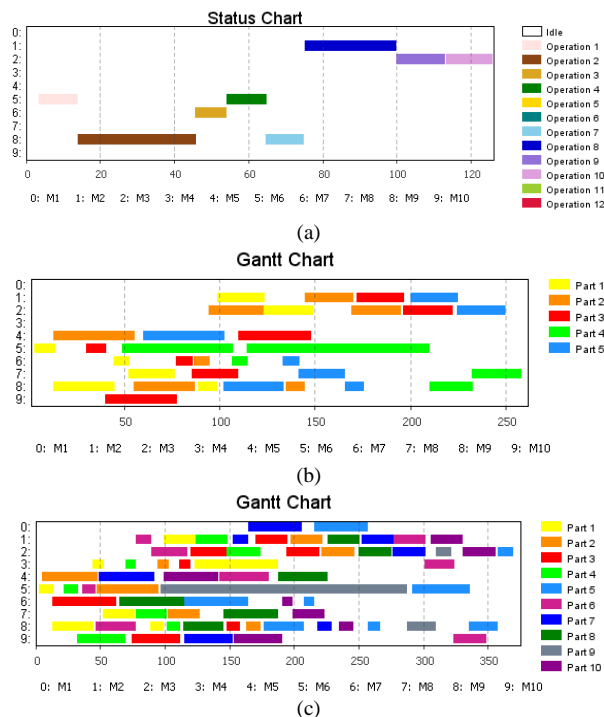 Status Chart
0:
1:
2:
3:
4:
5:
6:
7:
8:
9:
0 20 40 60 80 100 120
0: M1 1: M2 2: M3 3: M4 4: M5 5: M6 6: M7 7: M8 8: M9 9: M10
Idle
Operation 1
Operation 2
Operation 3
Operation 4
Operation 5
Operation 6
Operation 7
Operation 8
Operation 9
Operation 10
Operation 11
Operation 12
(a)
Gantt Chart
0:
1:
2:
3:
4:
5:
6:
7:
8:
9:
50 100 150 200 250
0: M1 1: M2 2: M3 3: M4 4: M5 5: M6 6: M7 7: M8 8: M9 9: M10
Part 1
Part 2
Part 3
Part 4
Part 5
(b)
Gantt Chart
0:
1:
2:
3:
4:
5:
6:
7:
8:
9:
0 50 100 150 200 250 300 350
0: M1 1: M2 2: M3 3: M4 4: M5 5: M6 6: M7 7: M8 8: M9 9: M10
Part 1
Part 2
Part 3
Part 4
Part 5
Part 6
Part 7
Part 8
Part 9
Part 10
(c)